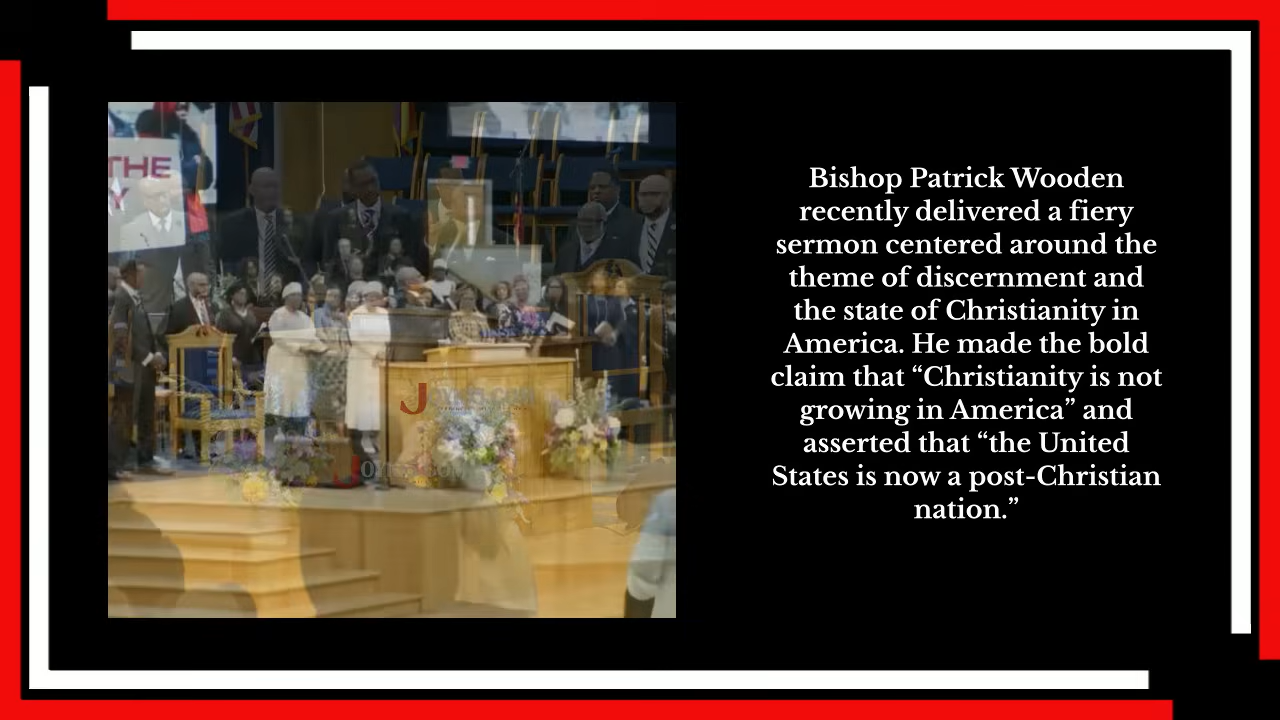 THE
Y
Bishop Patrick Wooden
recently delivered a fiery
sermon centered around the
theme of discernment and
the state of Christianity in
America. He made the bold
claim that “Christianity is not
growing in America” and
asserted that “the United
States is now a post-Christian
nation.”